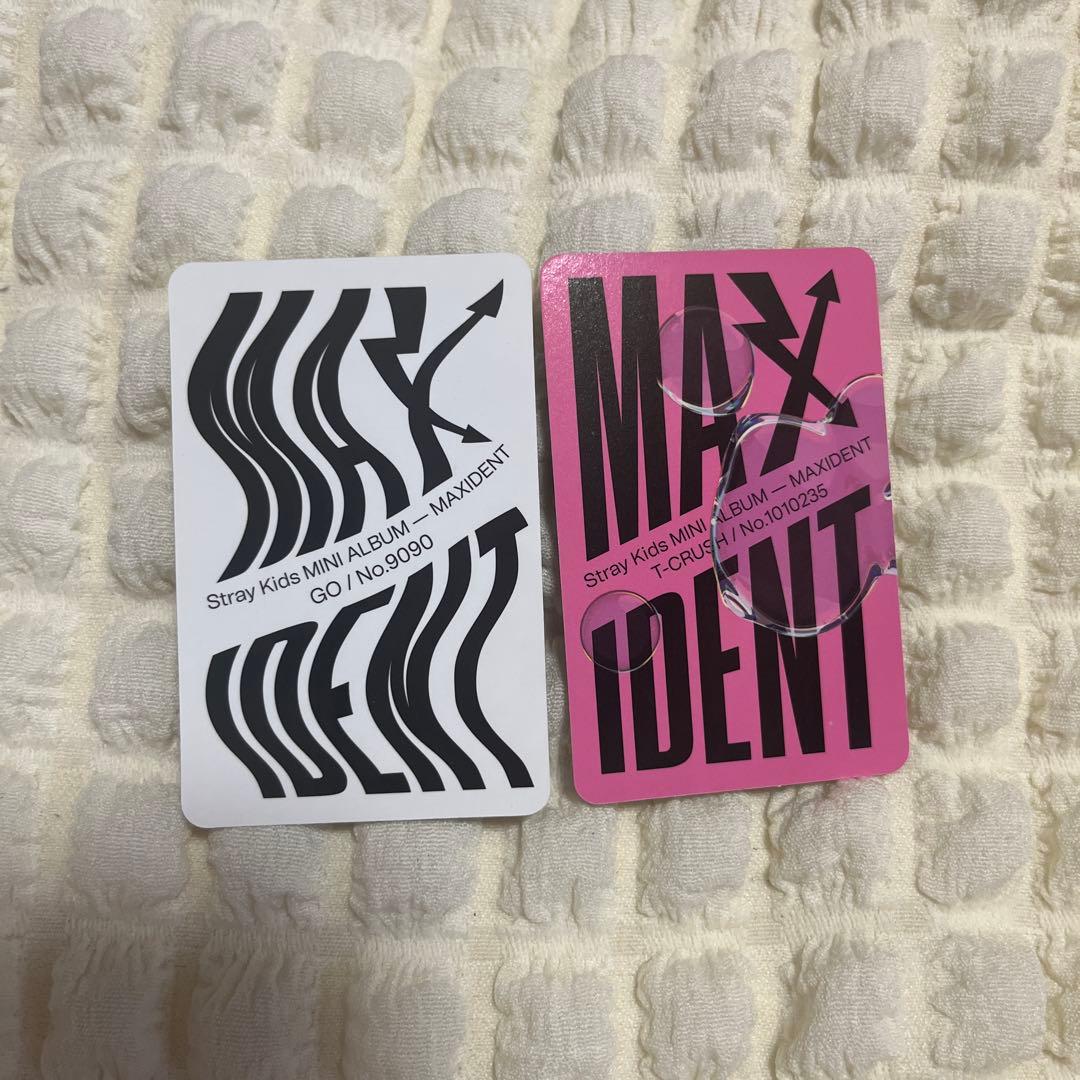 MAX
Stray Kids MINI ALBUM — MAXIDENT
GO / No.9090
IDENT
MAX
Stray Kids MINI ALBUM — MAXIDENT
T-CRUSH / No.1010235
IDENT